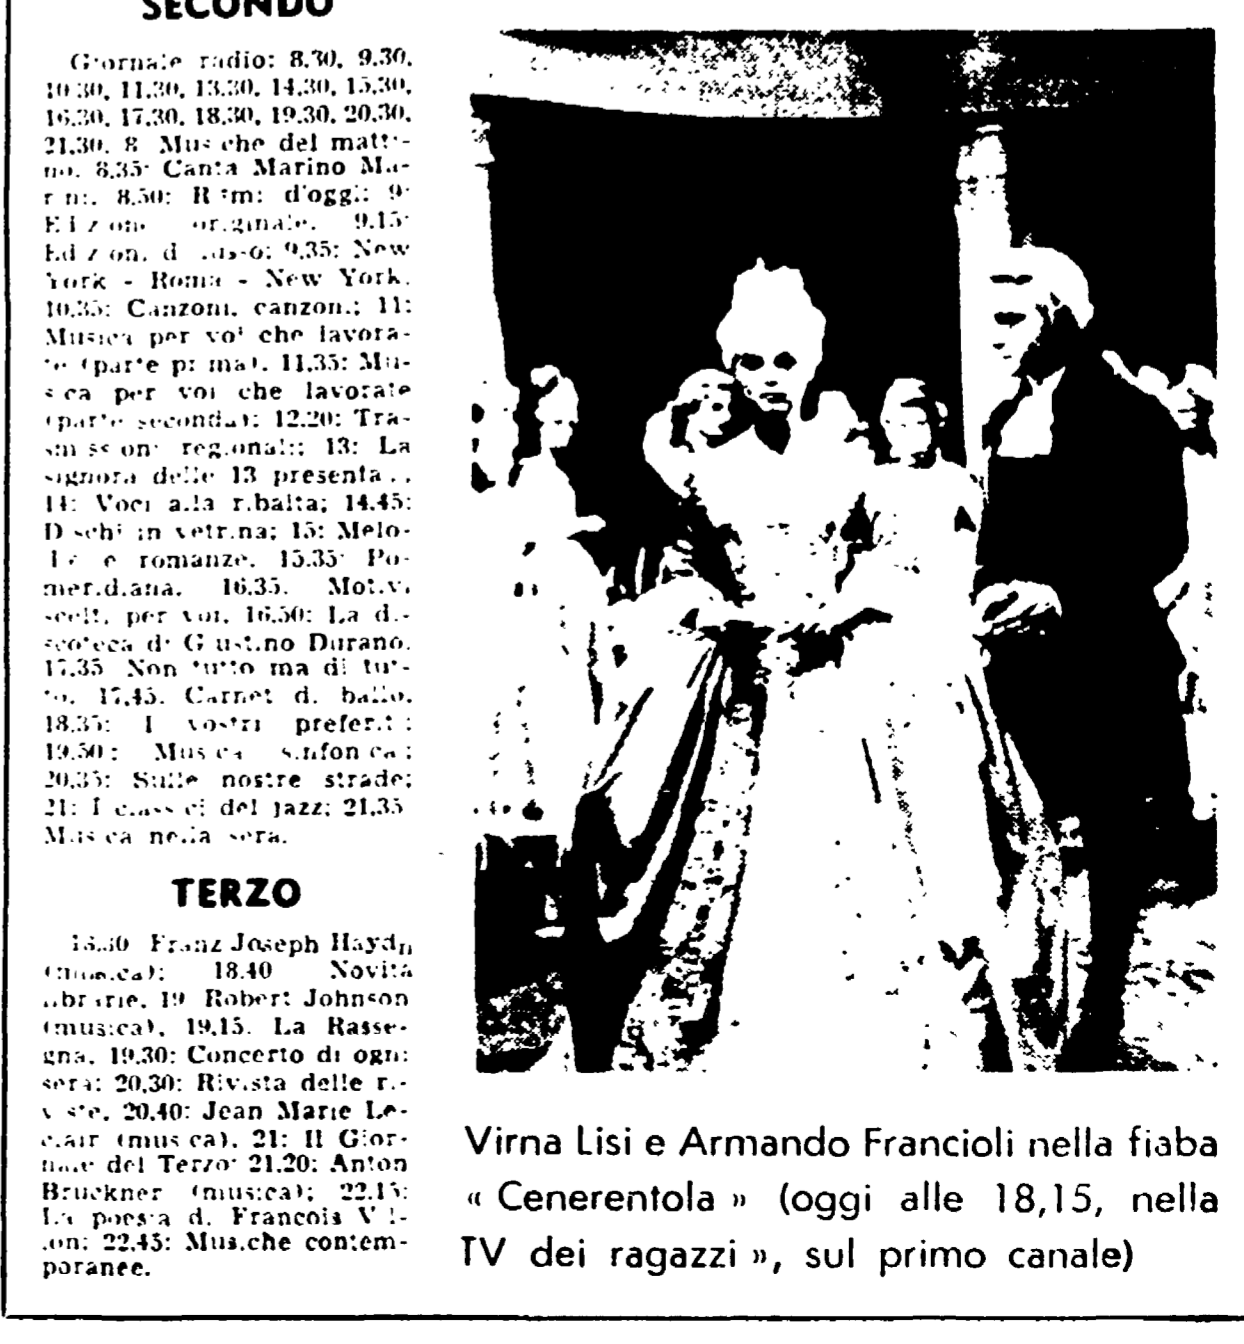 SECONDO
Giornale radio: 8.30, 9.30,
10.30, 11.30, 13.30, 14.30, 15.30,
16.30, 17.30, 18.30, 19.30, 20.30,
21.30. 8 Musiche del matti-
no. 8.35: Canta Marino Ma-
rini. 8.50: Ritmi d'oggi: 9:
Edizione originale. 9.15:
Edizioni di lusso: 9.35: New
York - Roma - New York.
10.35: Canzoni, canzoni; 11:
Musica per voi che lavora-
te (parte prima). 11.35: Mu-
sica per voi che lavorate
(parte seconda): 12.20: Tra-
smissioni regionali: 13: La
signora delle 13 presenta..
14: Voci alla ribalta; 14.45:
Dischi in vetrina; 15: Melo-
die e romanze. 15.35: Po-
meridiana. 16.35. Motivi
scelti per voi. 16.50: La di-
scoteca di Giustino Durano.
17.35 Non tutto ma di tut-
to. 17.45. Carnet di ballo.
18.35: I vostri preferiti:
19.50: Musica sinfonica:
20.35: Sulle nostre strade;
21: I classici del jazz; 21.35
Musica nella sera.
TERZO
18.30 Franz Joseph Haydn
(musica); 18.40 Novità
librarie. 19 Robert Johnson
(musica), 19.15. La Rasse-
gna. 19.30: Concerto di ogni
sera: 20.30: Rivista delle ri-
viste. 20.40: Jean Marie Le-
clair (musica). 21: Il Gior-
nale del Terzo: 21.20: Anton
Bruckner (musica); 22.15:
La poesia di Francois Vil-
lon; 22.45: Musiche contem-
poranee.
Virna Lisi e Armando Francioli nella fiaba
« Cenerentola » (oggi alle 18,15, nella
TV dei ragazzi », sul primo canale)